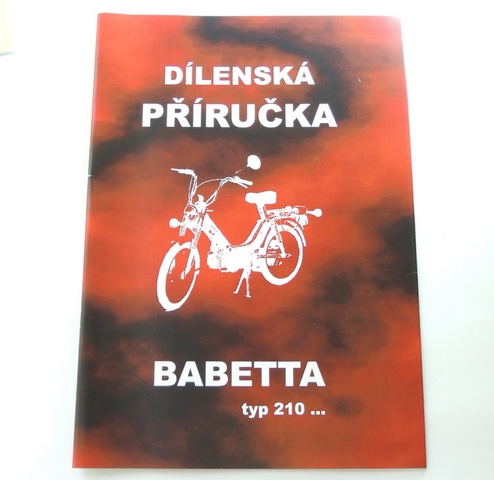 DÍLENSKÁ
PŘÍRUČKA
BABETTA
typ 210 ...